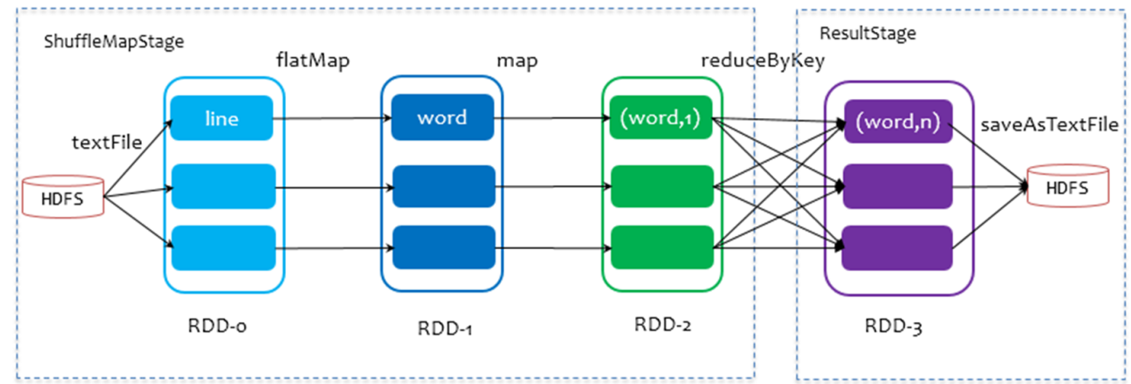 ShuffleMapStage
ResultStage
flatMap
map
reduceByKey
textFile
line
word
(word,1)
(word,n)
saveAsTextFile
HDFS
HDFS
RDD-0
RDD-1
RDD-2
RDD-3